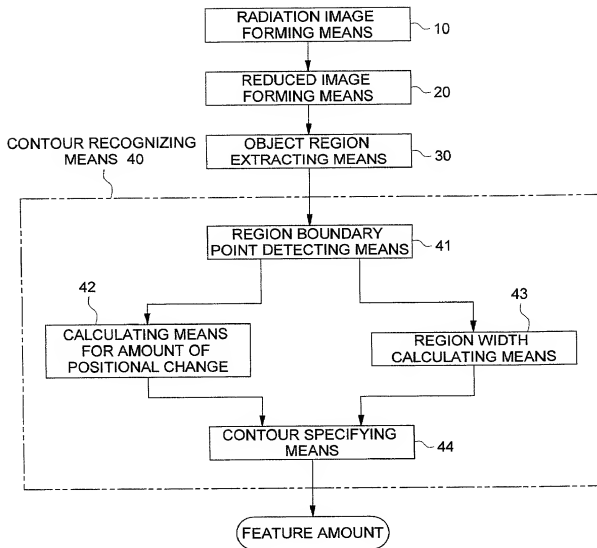 RADIATION IMAGE
FORMING MEANS
10
REDUCED IMAGE
FORMING MEANS
20
CONTOUR RECOGNIZING
MEANS 40
OBJECT REGION
EXTRACTING MEANS
30
REGION BOUNDARY
POINT DETECTING MEANS
41
42
CALCULATING MEANS
FOR AMOUNT OF
POSITIONAL CHANGE
43
REGION WIDTH
CALCULATING MEANS
CONTOUR SPECIFYING
MEANS
44
FEATURE AMOUNT